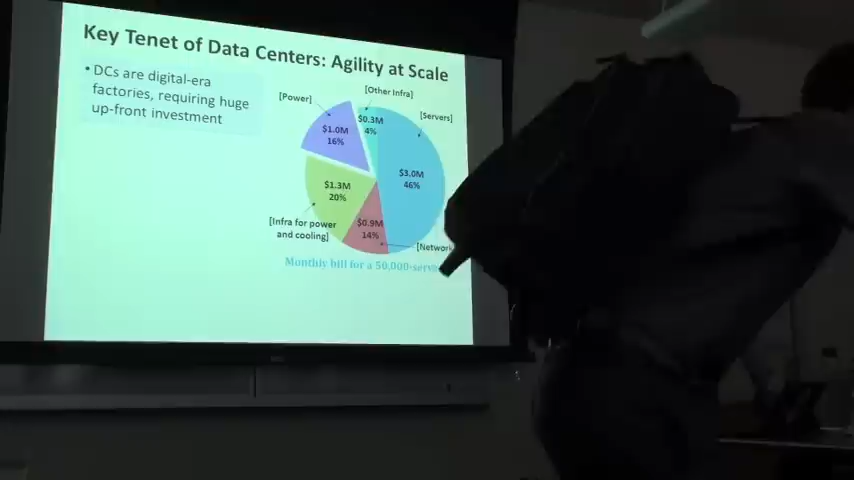 Key Tenet of Data Centers: Agility at Scale
• DCs are digital-era
factories, requiring huge
up-front investment
[Other Infra]
[Power]
[Servers]
$0.3M
4%
$1.0M
16%
$3.0M
46%
$1.3M
20%
[Infra for power
and cooling]
$0.9M
14%
[Network
Monthly bill for a 50,000-serve